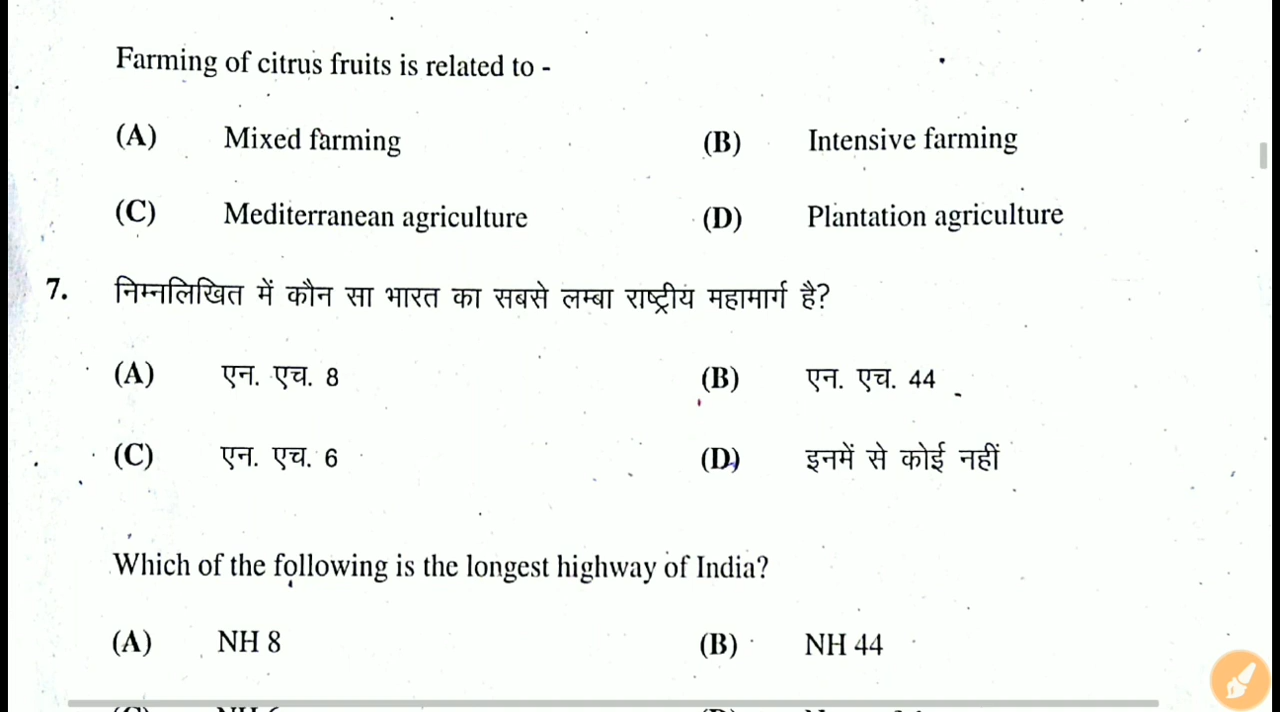 Farming of citrus fruits is related to -
(A) Mixed farming (B) Intensive farming
(C) Mediterranean agriculture (D) Plantation agriculture
7. निम्नलिखित में कौन सा भारत का सबसे लम्बा राष्ट्रीय महामार्ग है?
(A) एन. एच. 8 (B) एन. एच. 44
(C) एन. एच. 6 (D) इनमें से कोई नहीं
Which of the following is the longest highway of India?
(A) NH 8 (B) NH 44